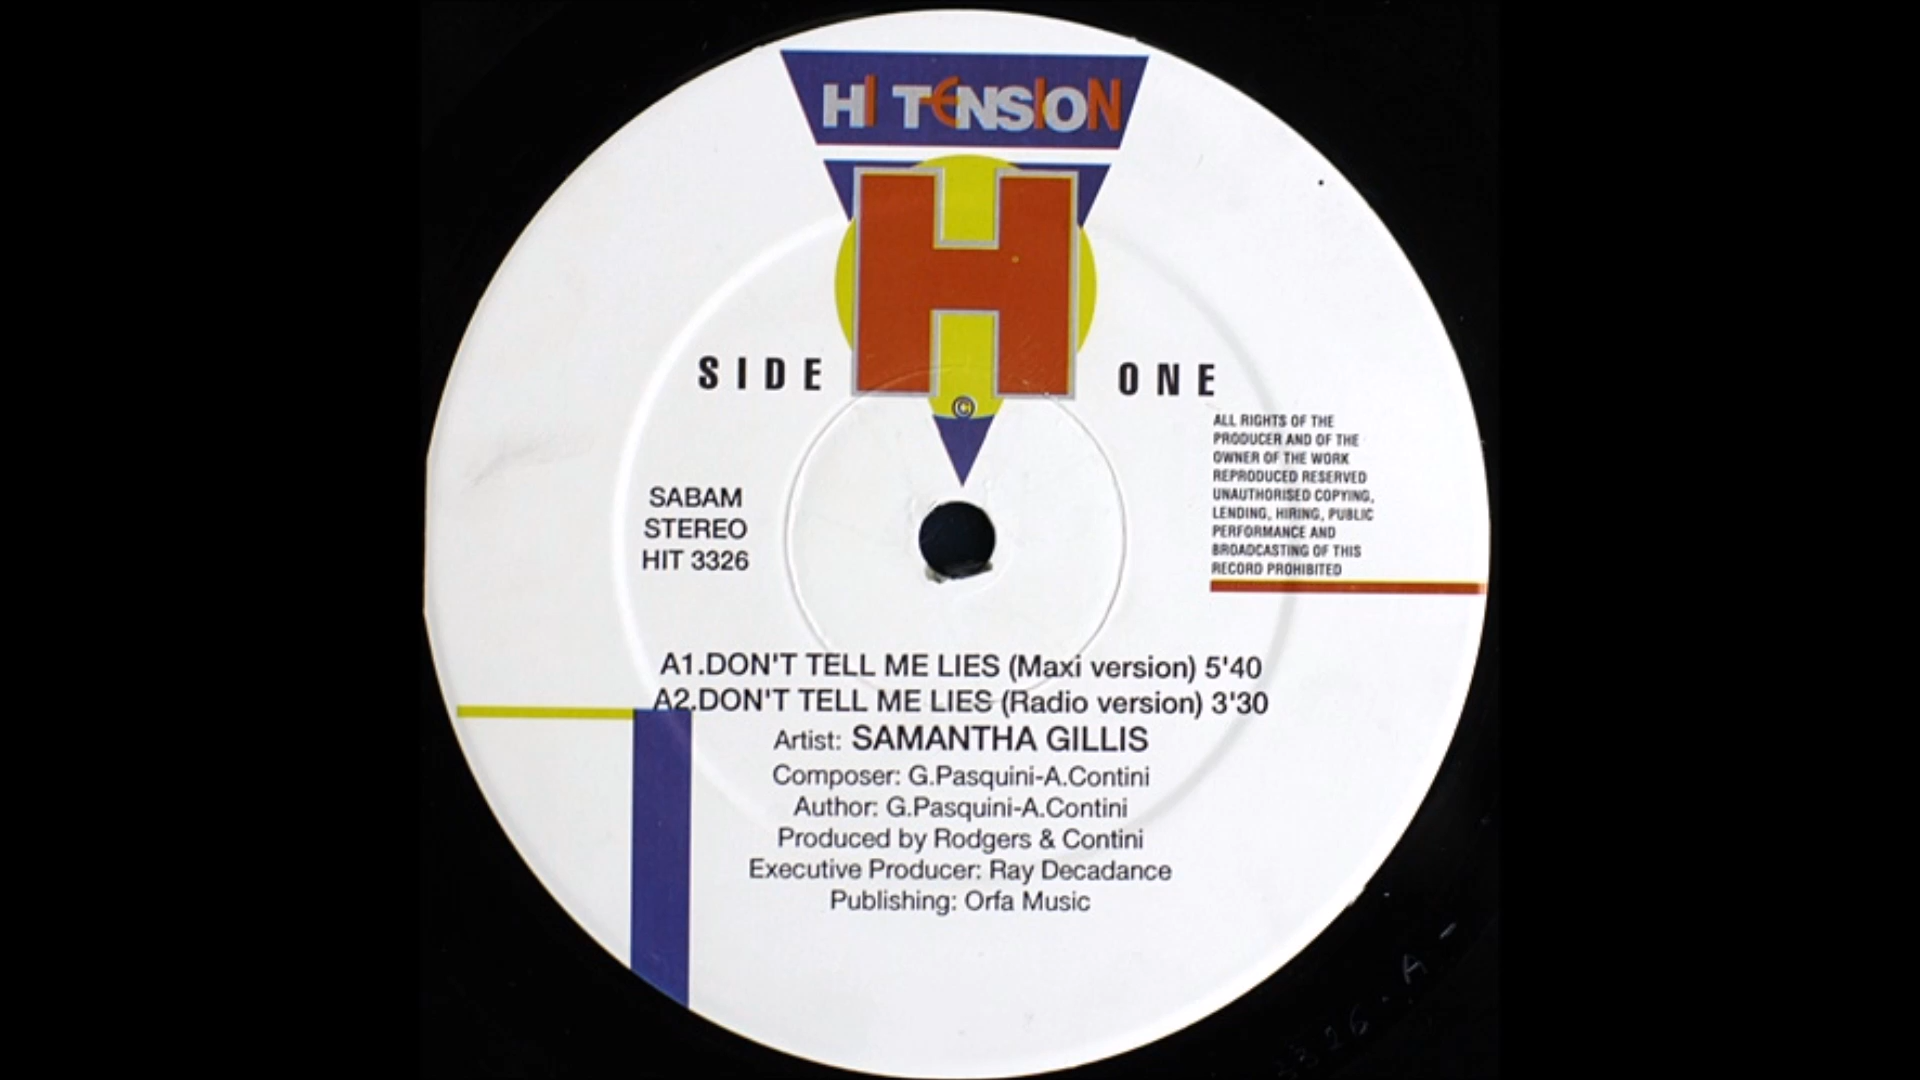 HI TENSION
H
SIDE ONE
©
ALL RIGHTS OF THE
PRODUCER AND OF THE
OWNER OF THE WORK
REPRODUCED RESERVED
UNAUTHORISED COPYING,
LENDING, HIRING, PUBLIC
PERFORMANCE AND
BROADCASTING OF THIS
RECORD PROHIBITED
SABAM
STEREO
HIT 3326
A1.DON'T TELL ME LIES (Maxi version) 5'40
A2.DON'T TELL ME LIES (Radio version) 3'30
Artist: SAMANTHA GILLIS
Composer: G.Pasquini-A.Contini
Author: G.Pasquini-A.Contini
Produced by Rodgers & Contini
Executive Producer: Ray Decadance
Publishing: Orfa Music